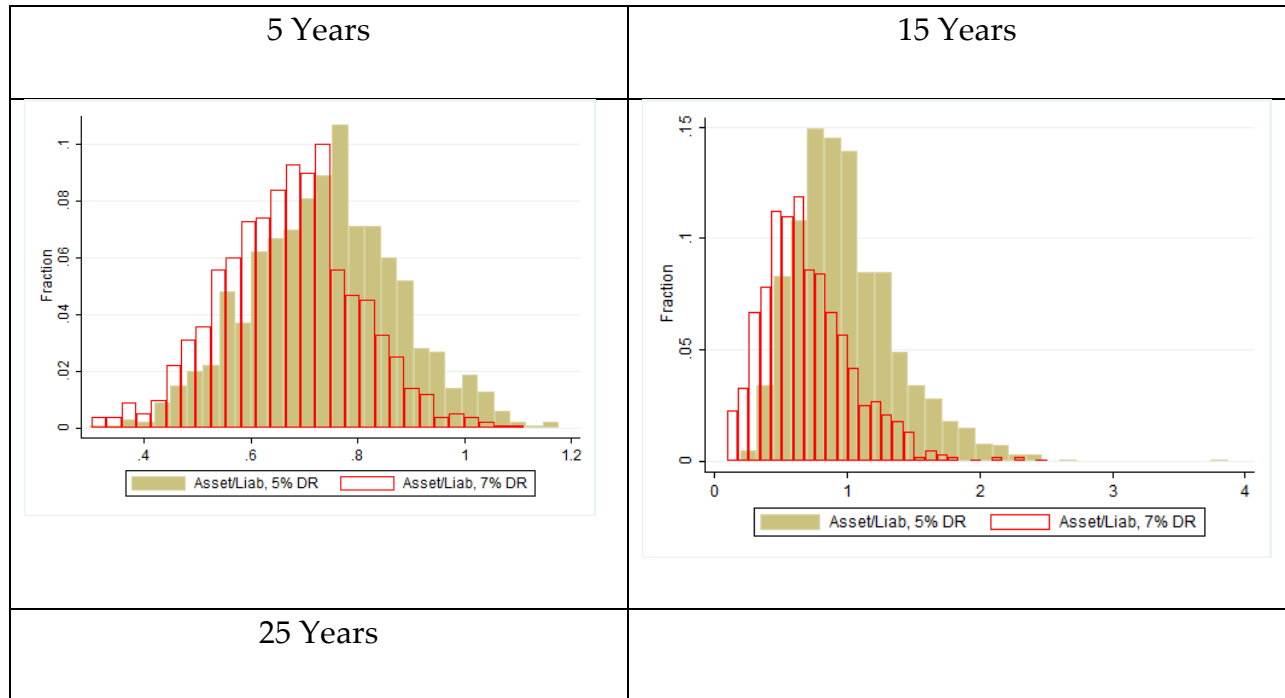 5 Years
15 Years
Fraction
.1
.08
.06
.04
.02
0
.4
.6
.8
1
1.2
Asset/Liab, 5% DR
Asset/Liab, 7% DR
Fraction
.15
.1
.05
0
0
1
2
3
4
Asset/Liab, 5% DR
Asset/Liab, 7% DR
25 Years